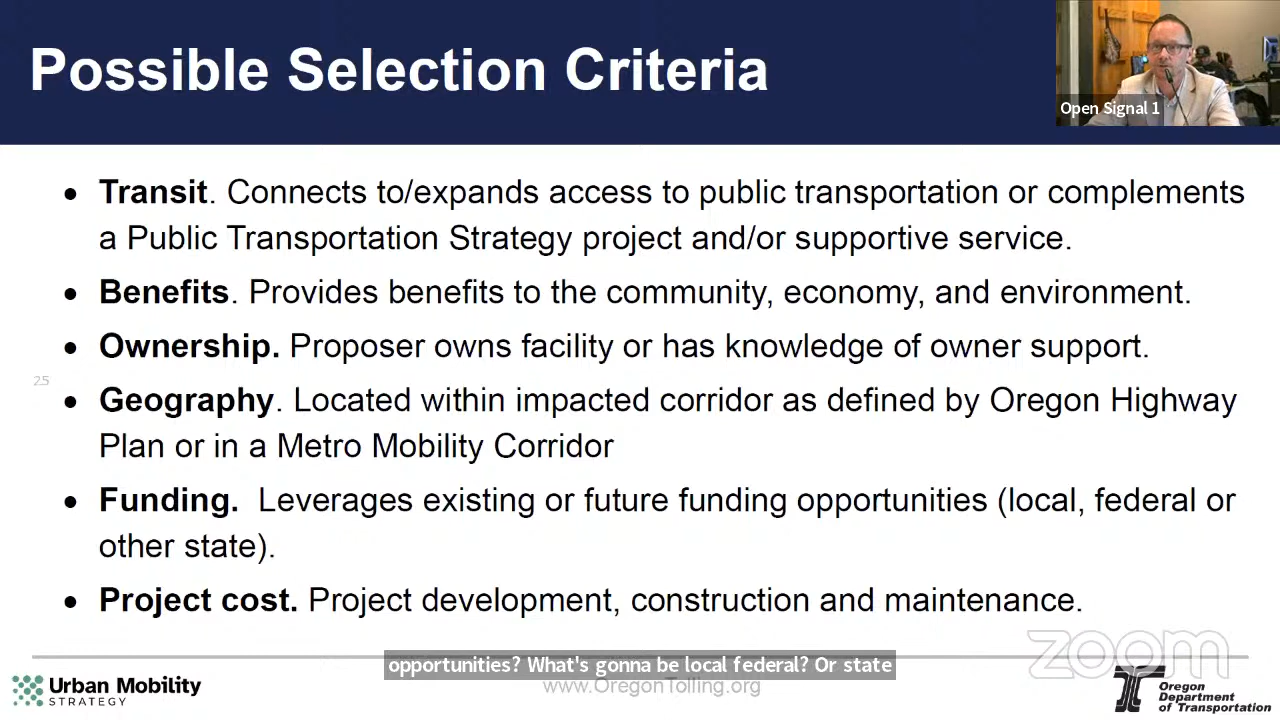 Possible Selection Criteria
Open Signal 1
• Transit. Connects to/expands access to public transportation or complements
a Public Transportation Strategy project and/or supportive service.
• Benefits. Provides benefits to the community, economy, and environment.
• Ownership. Proposer owns facility or has knowledge of owner support.
25
• Geography. Located within impacted corridor as defined by Oregon Highway
Plan or in a Metro Mobility Corridor
• Funding. Leverages existing or future funding opportunities (local, federal or
other state).
• Project cost. Project development, construction and maintenance.
zoom
opportunities? What's gonna be local federal? Or state
www.OregonTolling.org
Urban Mobility
STRATEGY
Oregon
Department
of Transportation